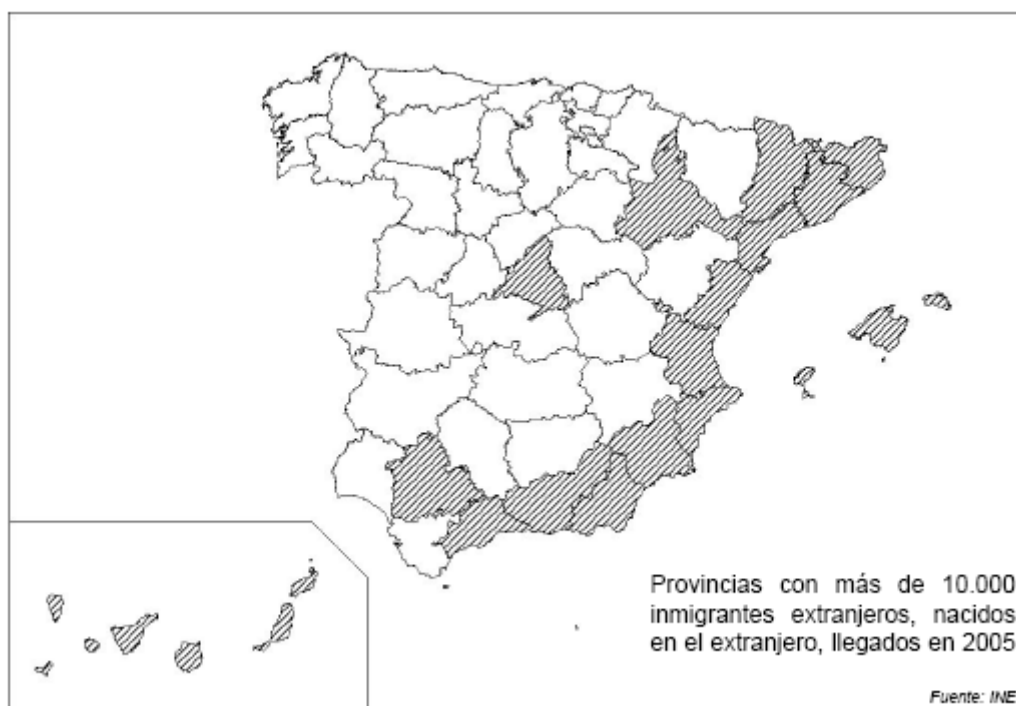 Provincias con más de 10.000
inmigrantes extranjeros, nacidos
en el extranjero, llegados en 2005
Fuente: INE